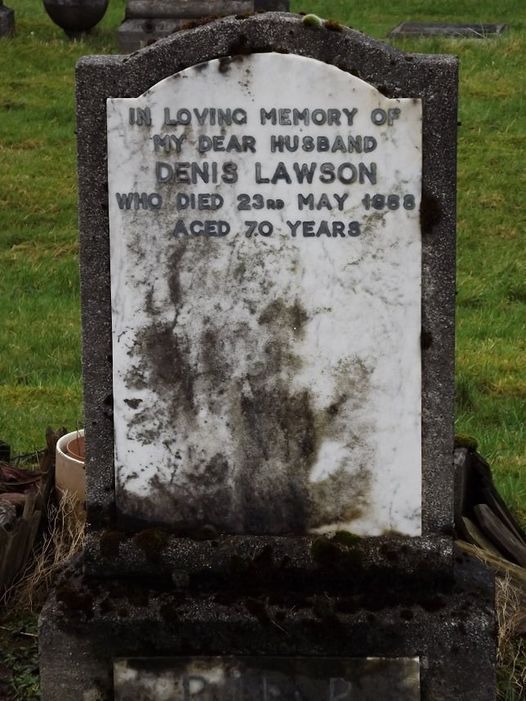 IN LOVING MEMORY OF
MY DEAR HUSBAND
DENIS LAWSON
WHO DIED 23RD MAY
AGED 70 YEARS